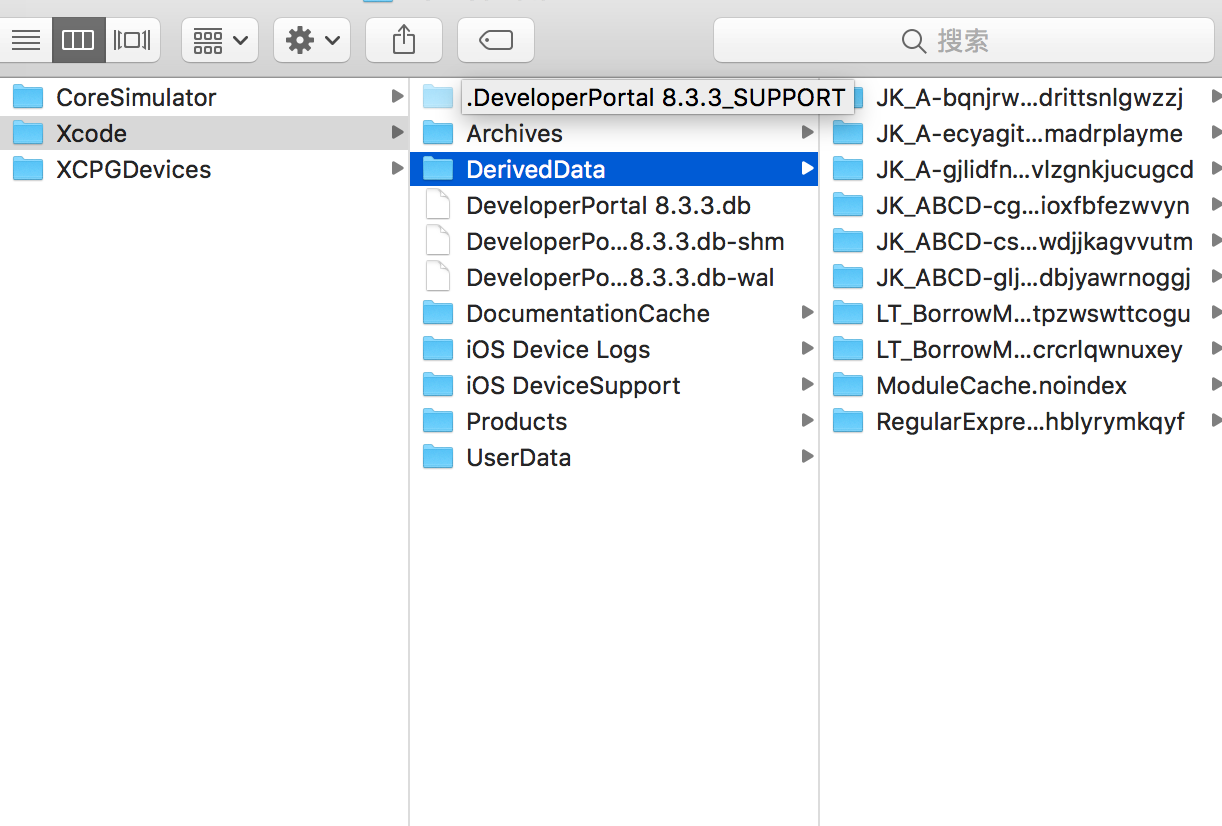 搜索
CoreSimulator
Xcode
XCPGDevices
.DeveloperPortal 8.3.3_SUPPORT
Archives
DerivedData
DeveloperPortal 8.3.3.db
DeveloperPo...8.3.3.db-shm
DeveloperPo...8.3.3.db-wal
DocumentationCache
iOS Device Logs
iOS DeviceSupport
Products
UserData
JK_A-bqnjrw...drittsnlgwzzj
JK_A-ecyagit...madrplayme
JK_A-gjlidfn...vlzgnkjucugcd
JK_ABCD-cg...ioxfbfezwvyn
JK_ABCD-cs...wdjjkagvvutm
JK_ABCD-glj...dbjyawrnoggj
LT_BorrowM...tpzwswttcogu
LT_BorrowM...crcrlqwnuxey
ModuleCache.noindex
RegularExpre...hblyrymkqyf